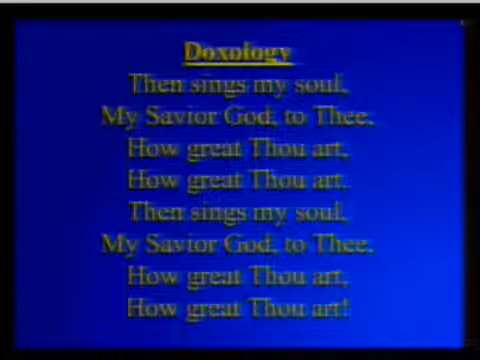 Doxology
Then sings my soul,
My Savior God, to Thee,
How great Thou art,
How great Thou art.
Then sings my soul,
My Savior God, to Thee,
How great Thou art,
How great Thou art!